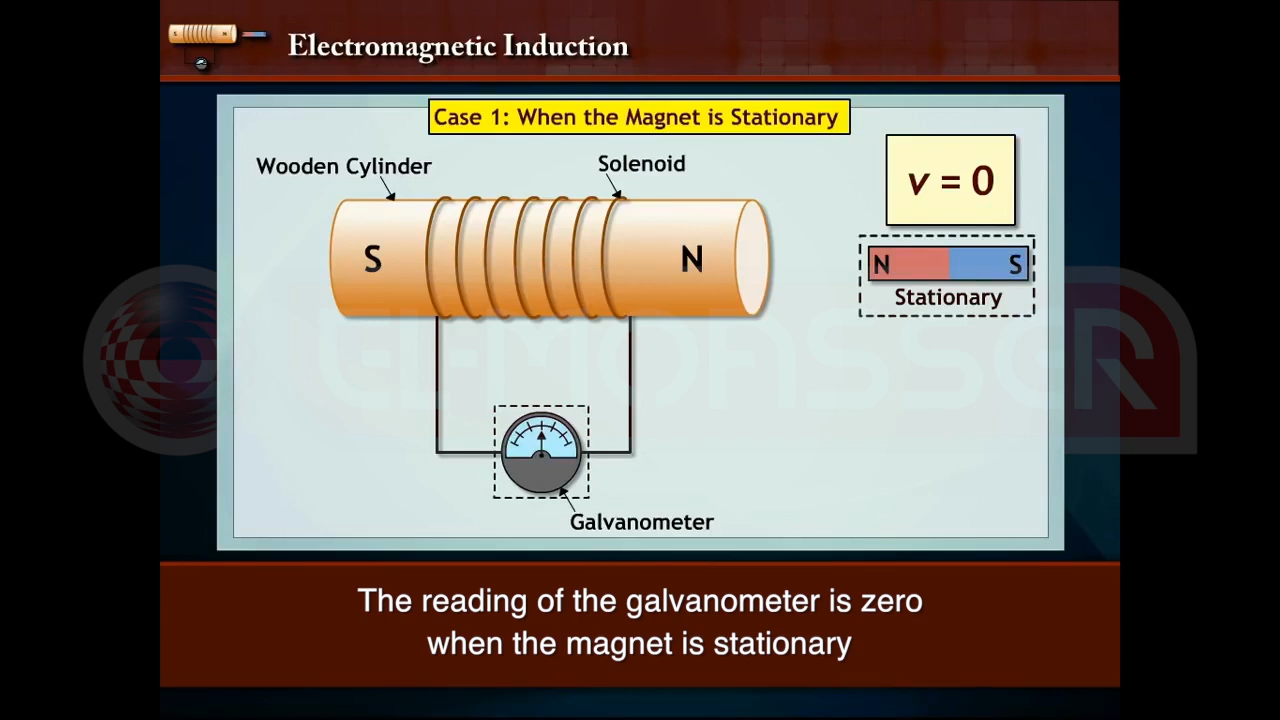 Electromagnetic Induction
Case 1: When the Magnet is Stationary
Wooden Cylinder
Solenoid
v = 0
S
N
N
S
Stationary
Galvanometer
The reading of the galvanometer is zero
when the magnet is stationary